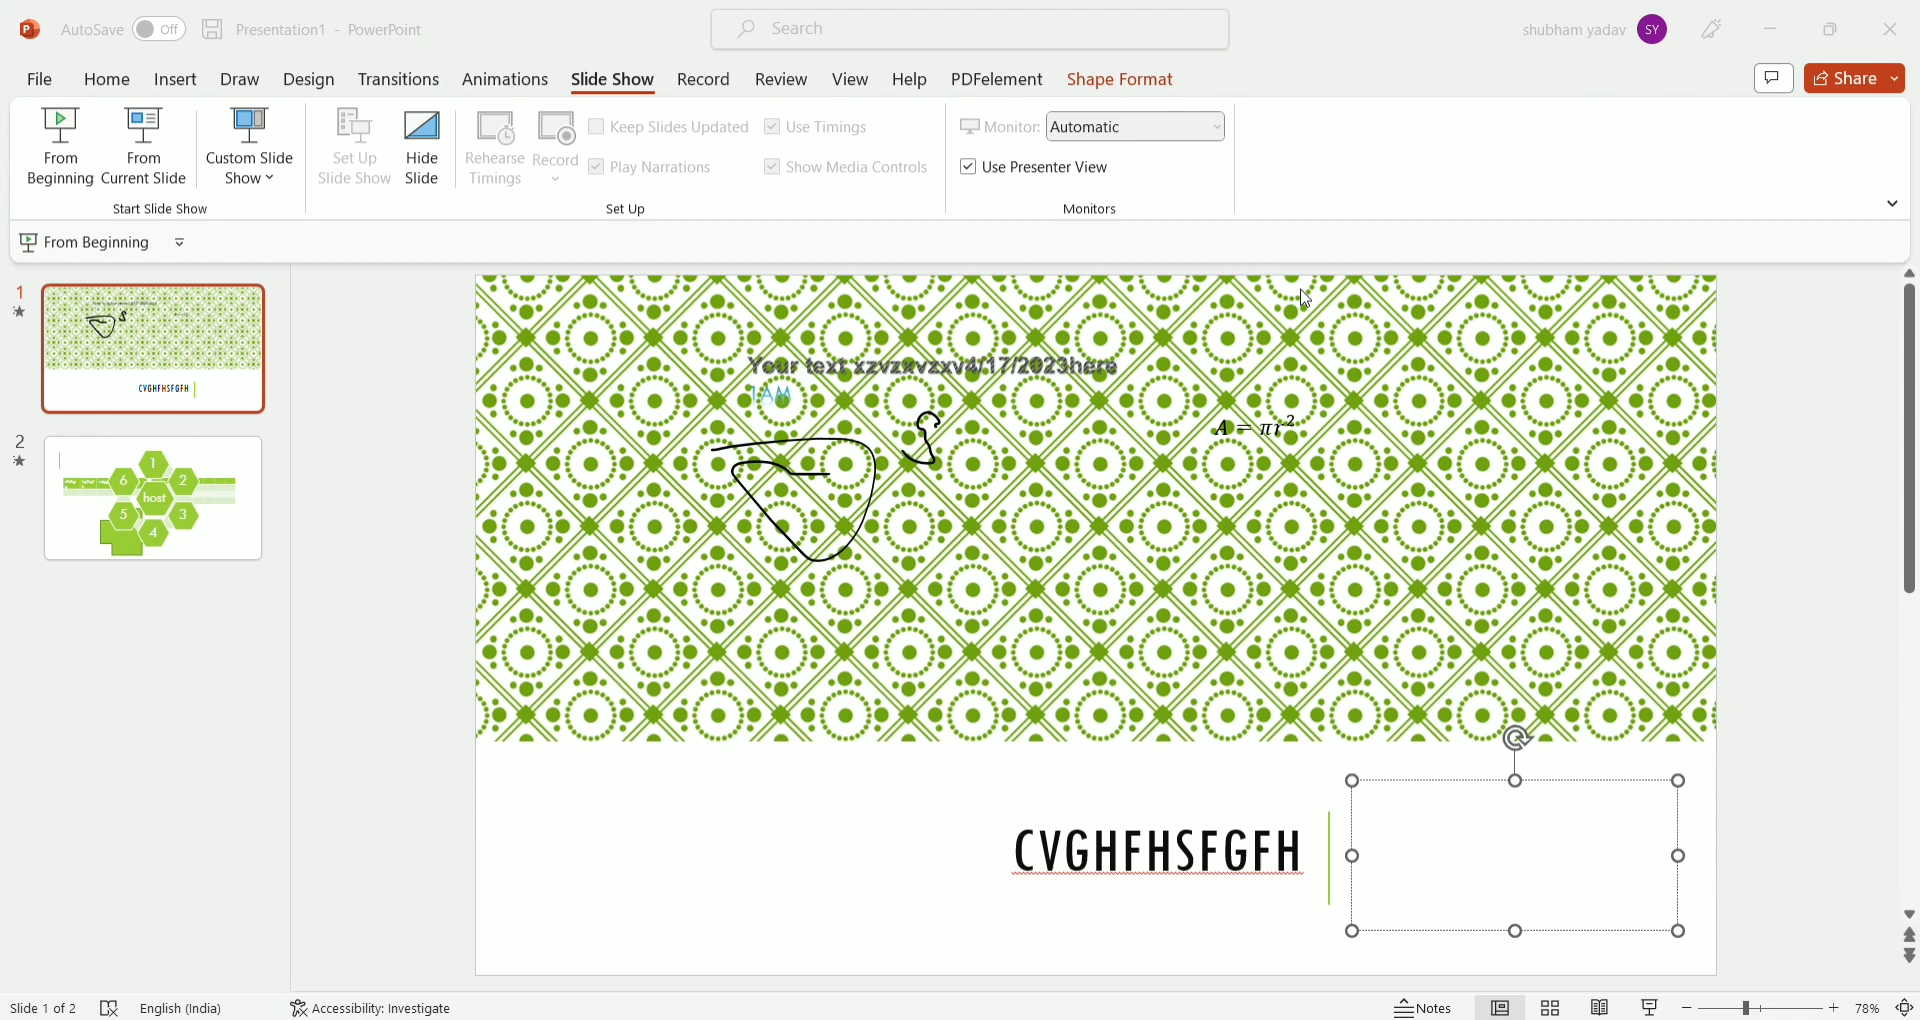 AutoSave Off Presentation1 - PowerPoint Search shubham yadav SY
File Home Insert Draw Design Transitions Animations Slide Show Record Review View Help PDFelement Shape Format Share
From Beginning
From Current Slide
Custom Slide Show
Set Up Slide Show
Hide Slide
Rehearse Timings
Record
Keep Slides Updated
Use Timings
Play Narrations
Show Media Controls
Monitor: Automatic
Use Presenter View
Start Slide Show Set Up Monitors
From Beginning
1
CVGHFHSFGFH
2
1
6 2
host
5 3
4
Your text xzvzavzxv4/17/2023here
I AM
A = πr²
CVGHFHSFGFH
Slide 1 of 2 English (India) Accessibility: Investigate Notes 78%